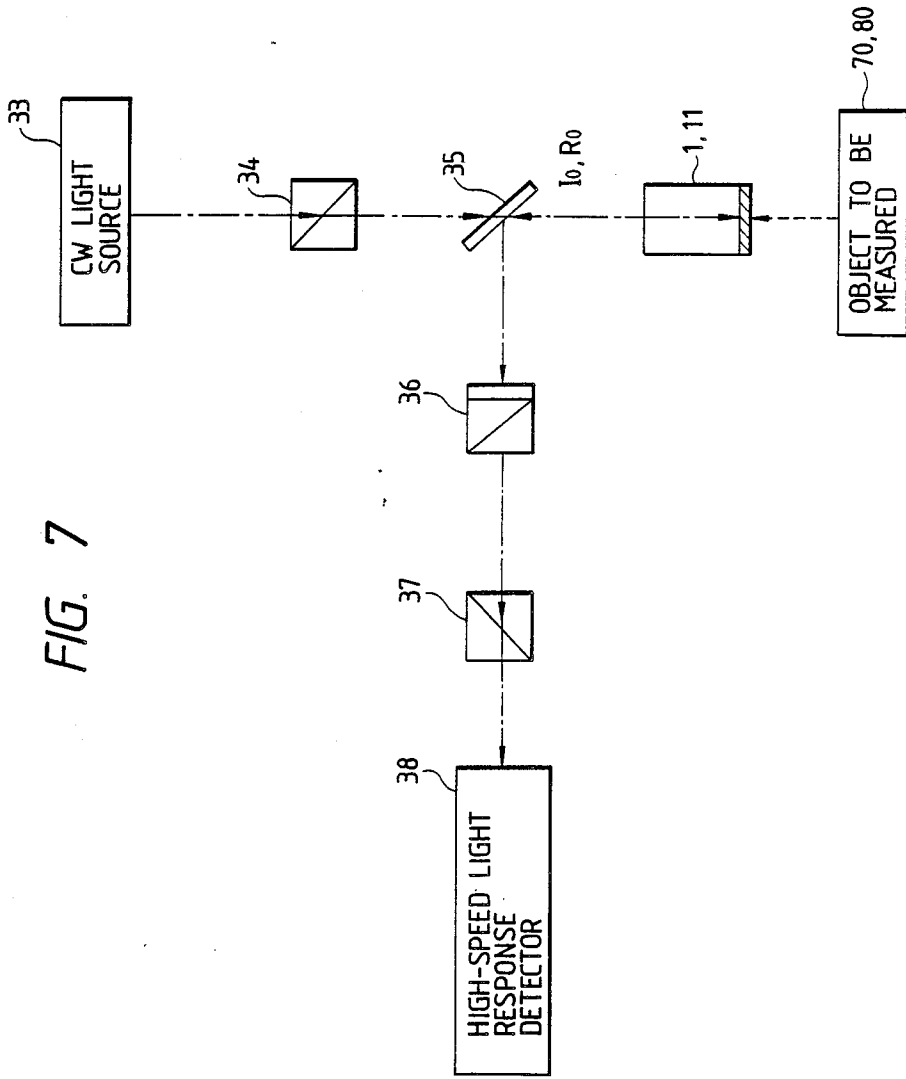 FIG. 7
33
CW LIGHT
SOURCE
34
35
I0, R0
1, 11
70, 80
OBJECT TO BE
MEASURED
36
37
38
HIGH-SPEED LIGHT
RESPONSE
DETECTOR